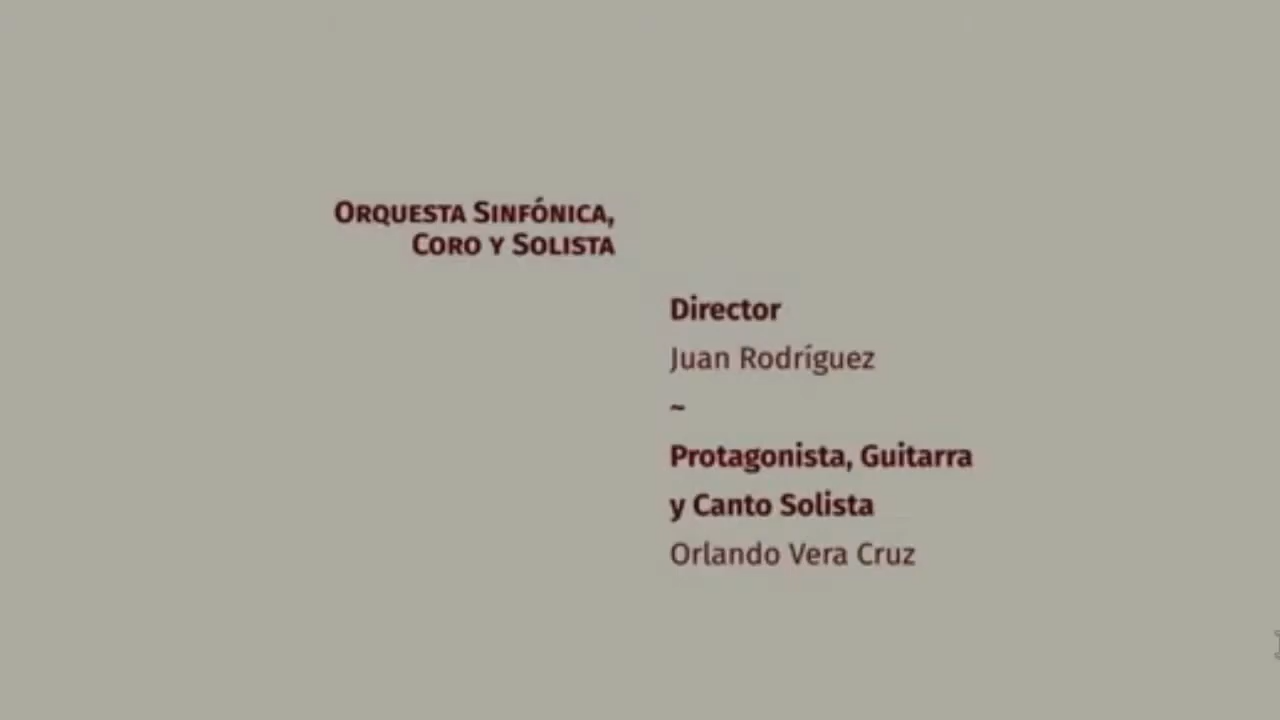 Orquesta Sinfónica,
Coro y Solista
Director
Juan Rodríguez
~
Protagonista, Guitarra
y Canto Solista
Orlando Vera Cruz